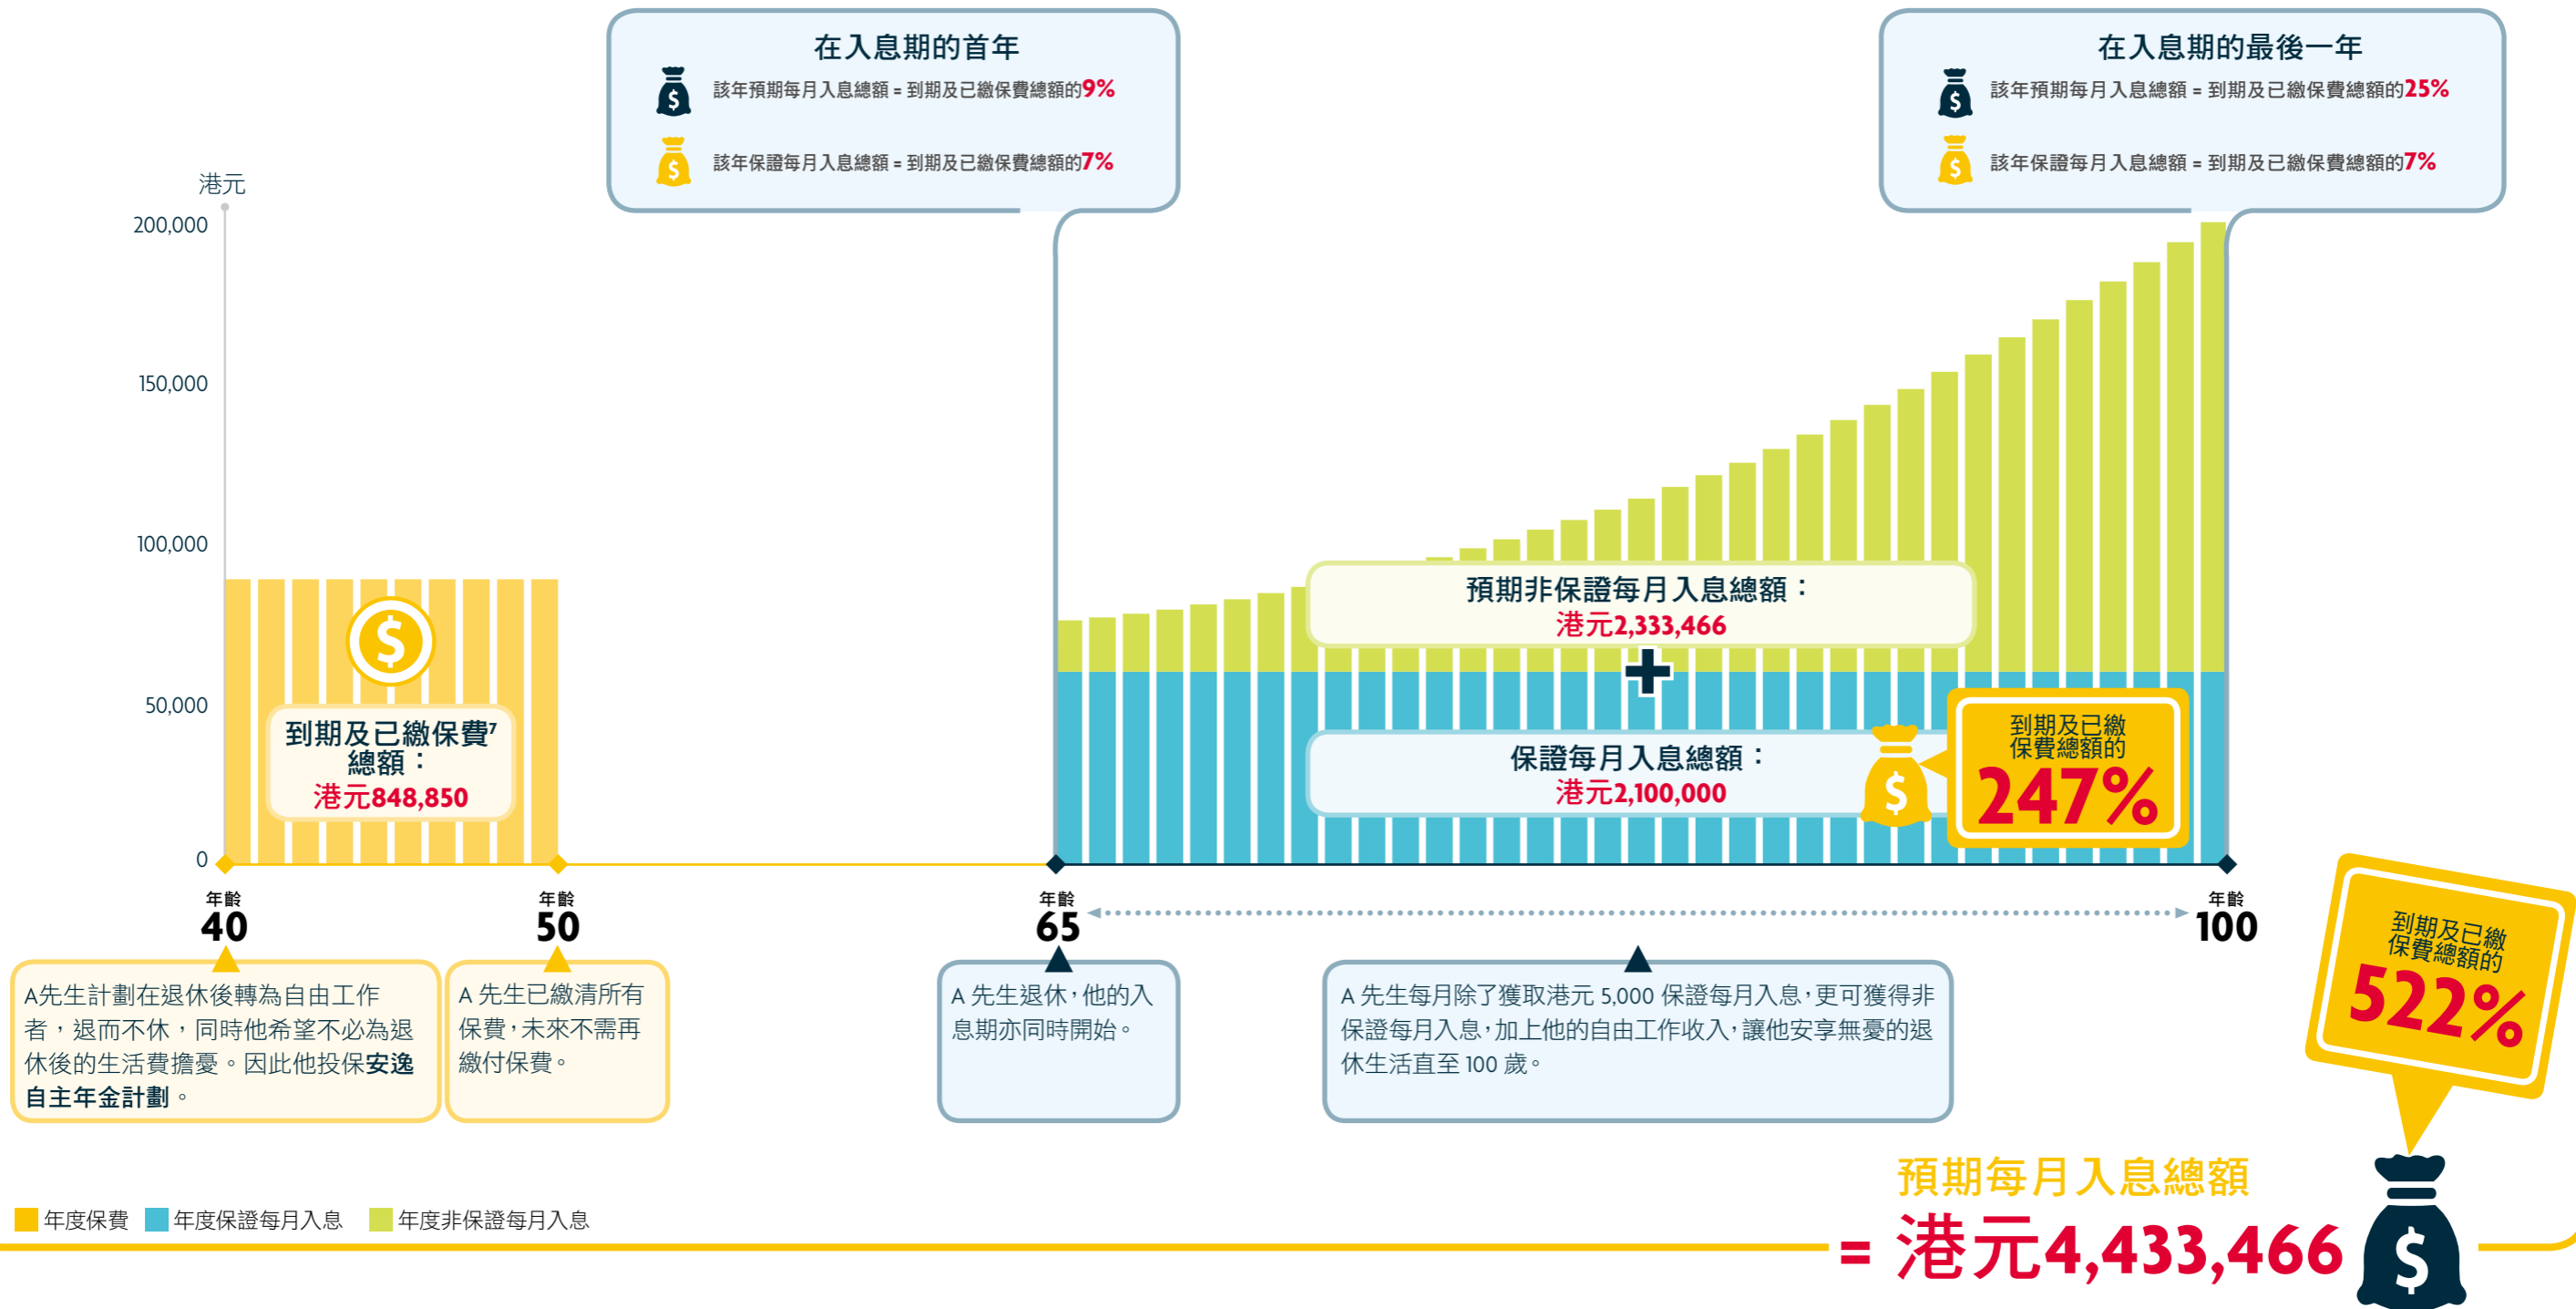 在入息期的首年
該年預期每月入息總額 = 到期及已繳保費總額的9%
該年保證每月入息總額 = 到期及已繳保費總額的7%
在入息期的最後一年
該年預期每月入息總額 = 到期及已繳保費總額的25%
該年保證每月入息總額 = 到期及已繳保費總額的7%
港元
200,000
150,000
100,000
50,000
0
$
到期及已繳保費7
總額：
港元848,850
預期非保證每月入息總額：
港元2,333,466
+
保證每月入息總額：
港元2,100,000
$
到期及已繳
保費總額的
247%
年齡
40
年齡
50
年齡
65
年齡
100
A先生計劃在退休後轉為自由工作
者，退而不休，同時他希望不必為退
休後的生活費擔憂。因此他投保安逸
自主年金計劃。
A 先生已繳清所有
保費，未來不需再
繳付保費。
A 先生退休，他的入
息期亦同時開始。
A 先生每月除了獲取港元 5,000 保證每月入息，更可獲得非
保證每月入息，加上他的自由工作收入，讓他安享無憂的退
休生活直至 100 歲。
到期及已繳
保費總額的
522%
年度保費
年度保證每月入息
年度非保證每月入息
預期每月入息總額
= 港元4,433,466
$